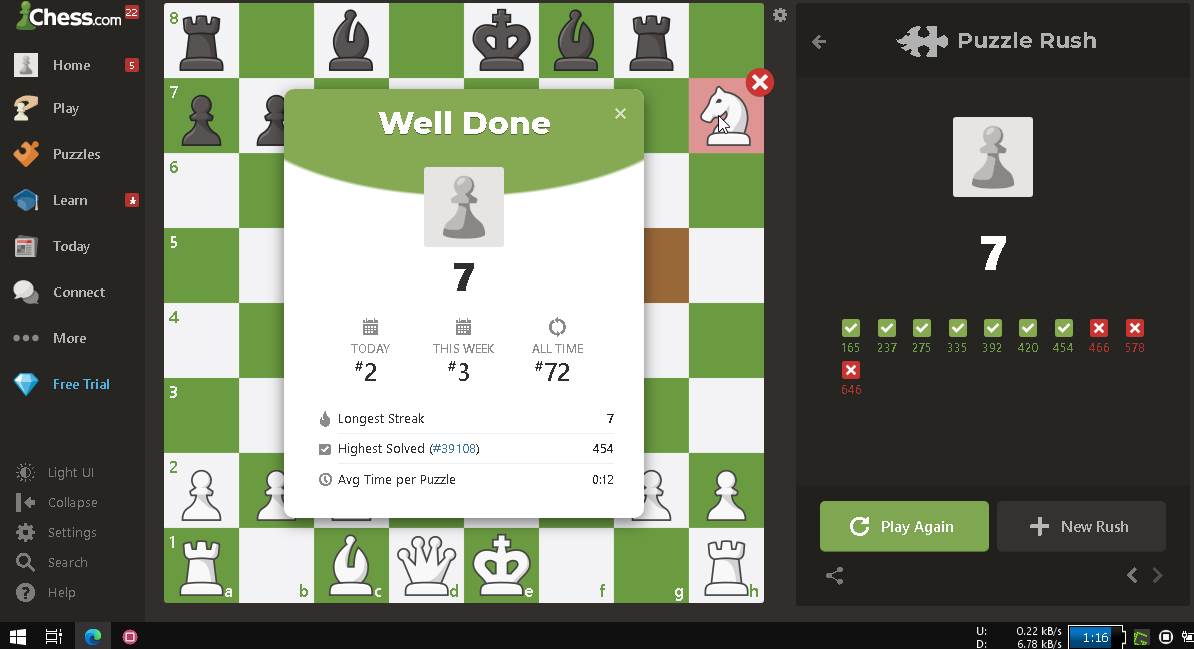 Chess.com 22
Home 5
Play
Puzzles
Learn
Today
Connect
More
Free Trial
Light UI
Collapse
Settings
Search
Help
8
7
6
5
4
3
2
1
a b c d e f g h
Well Done
×
7
TODAY THIS WEEK ALL TIME
#2 #3 #72
Longest Streak 7
Highest Solved (#39108) 454
Avg Time per Puzzle 0:12
Puzzle Rush
7
165 237 275 335 392 420 454 466 578
646
Play Again
New Rush
U: 0.22 kB/s
D: 6.78 kB/s
1:16